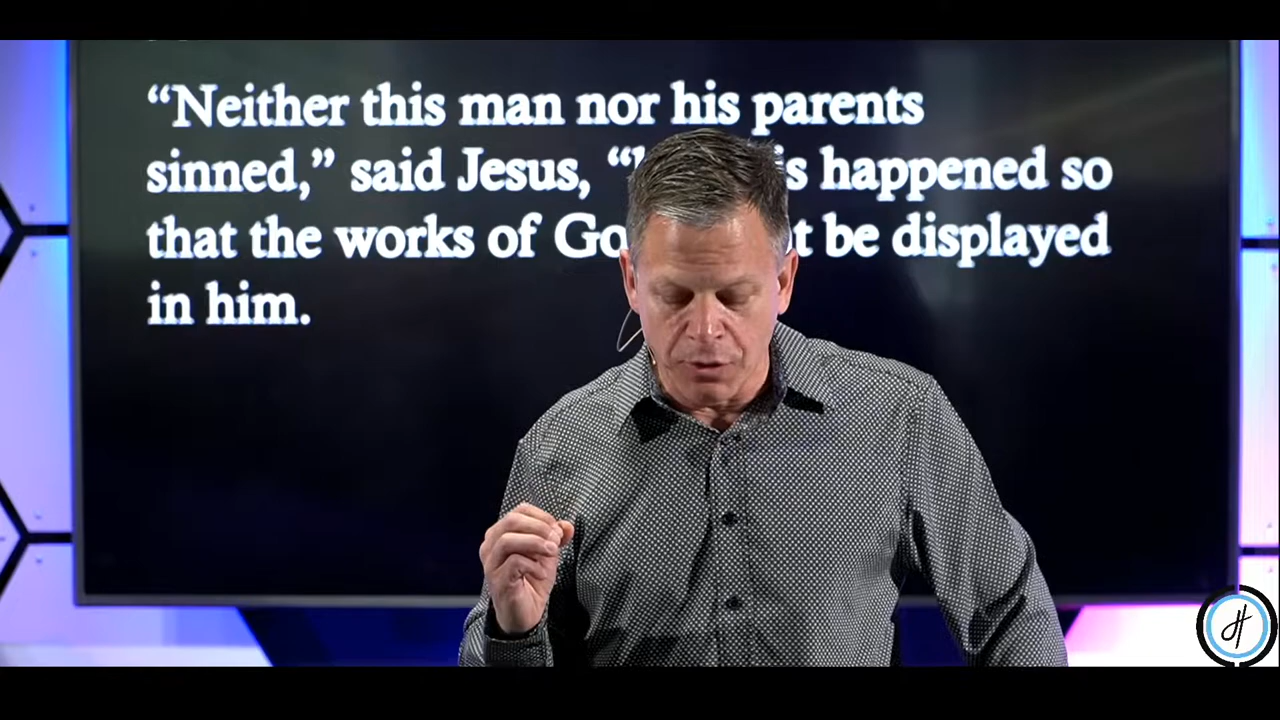 “Neither this man nor his parents
sinned,” said Jesus, “ happened so
that the works of be displayed
in him.